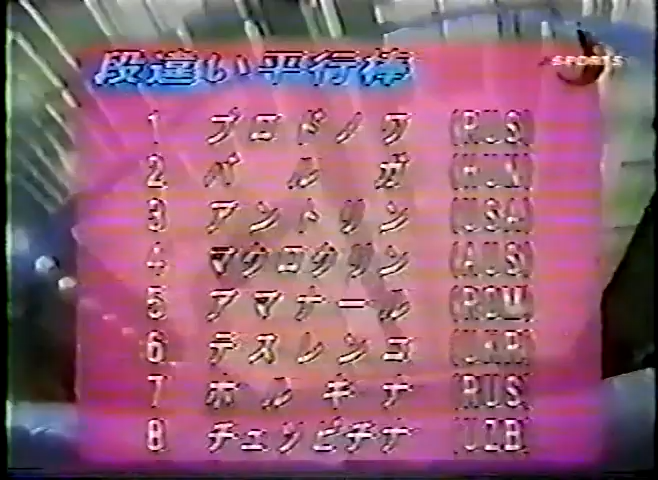 段違い平行棒
SPORTS
1 プロドノワ (RUS)
2 バルガ (HUN)
3 アントリン (USA)
4 マクロクリン (AUS)
5 アマナール (ROM)
6 テスレンコ (UKR)
7 ホルキナ (RUS)
8 チュソビチナ (UZB)